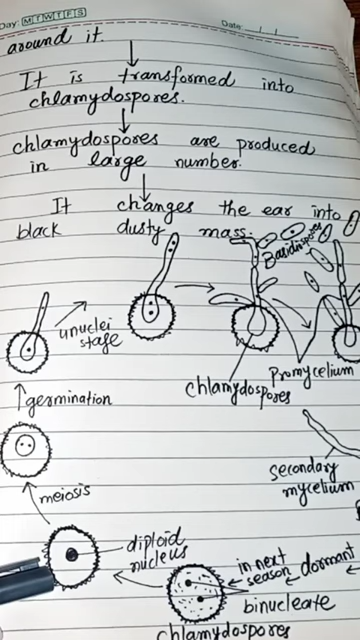 Day: M T W T F S
Date:
around it.
It is transformed into
chlamydospores.
chlamydospores are produced
in large number.
It changes the ear into
black dusty mass.
Basidiospores
unuclei
stage
chlamydospores
promycelium
germination
secondary
mycelium
meiosis
diploid
nucleus
in next
season
dormant
binucleate
chlamydospores